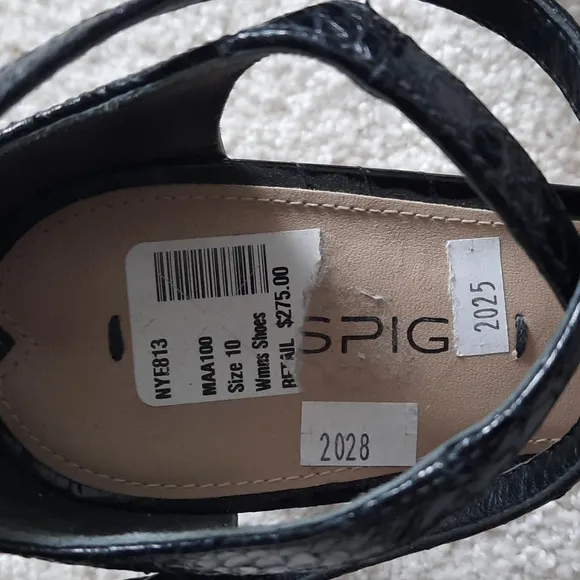 NYE813
MAA100
Size 10
Wmns Shoes
RETAIL $275.00
SPIG
2025
2028